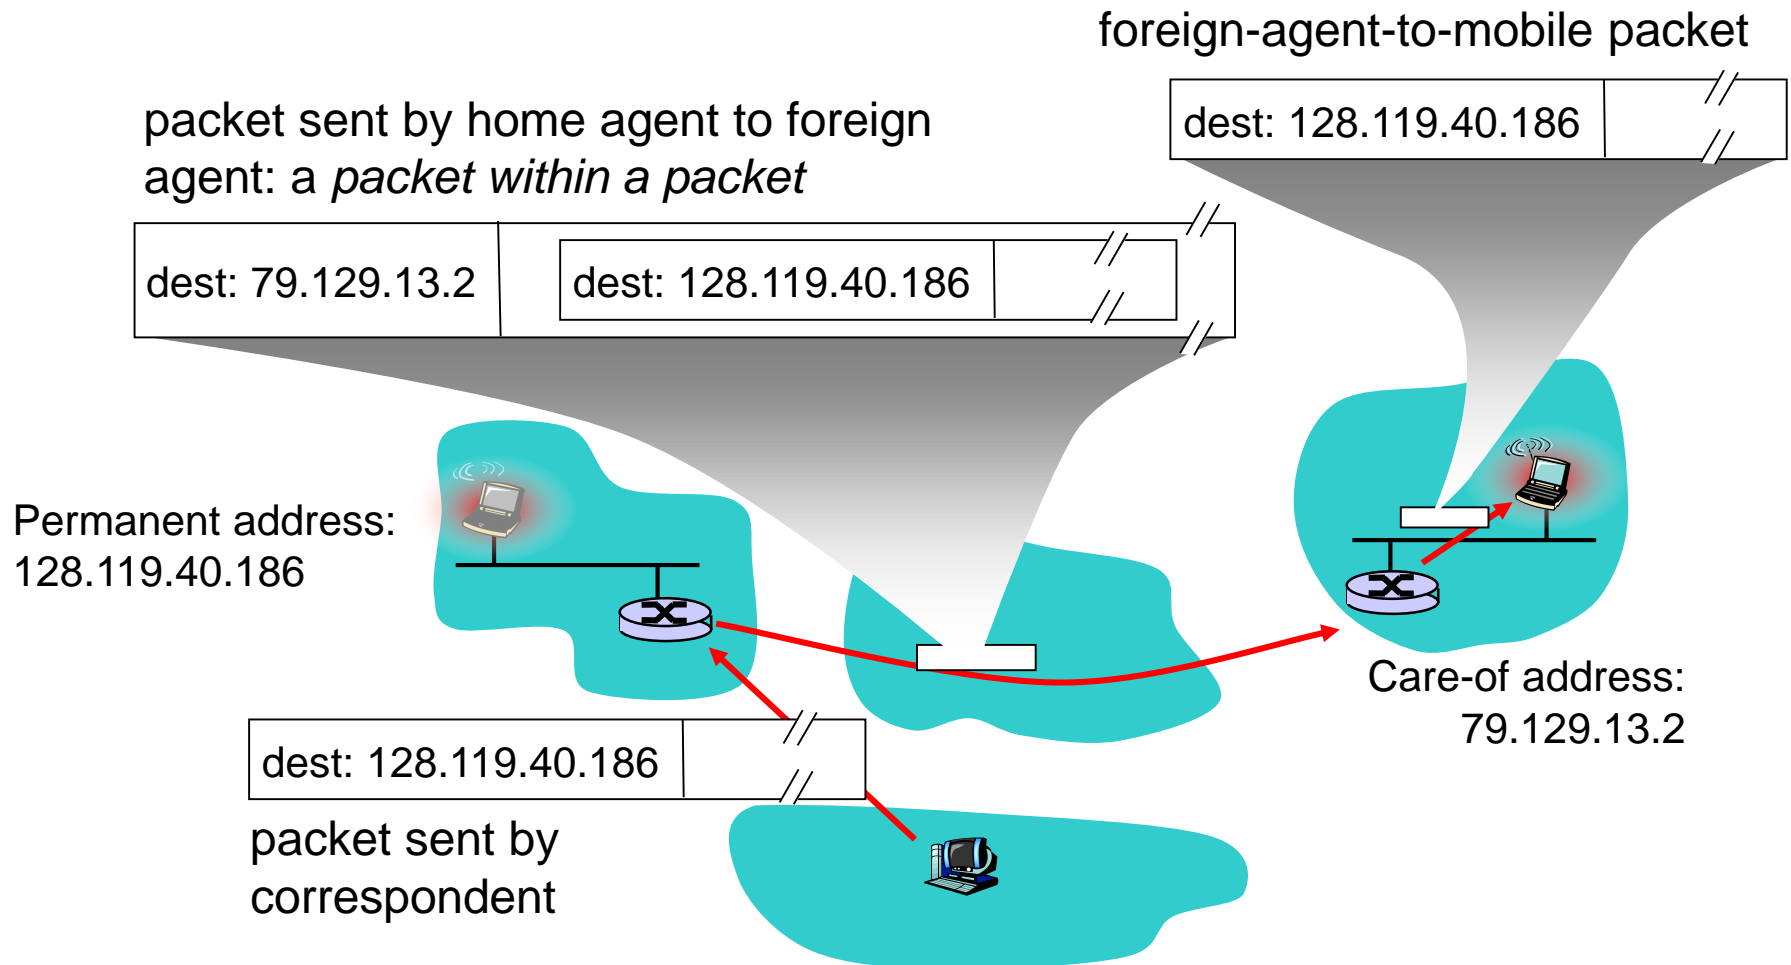 foreign-agent-to-mobile packet
dest: 128.119.40.186
packet sent by home agent to foreign
agent: a packet within a packet
dest: 79.129.13.2
dest: 128.119.40.186
Permanent address:
128.119.40.186
Care-of address:
79.129.13.2
dest: 128.119.40.186
packet sent by
correspondent